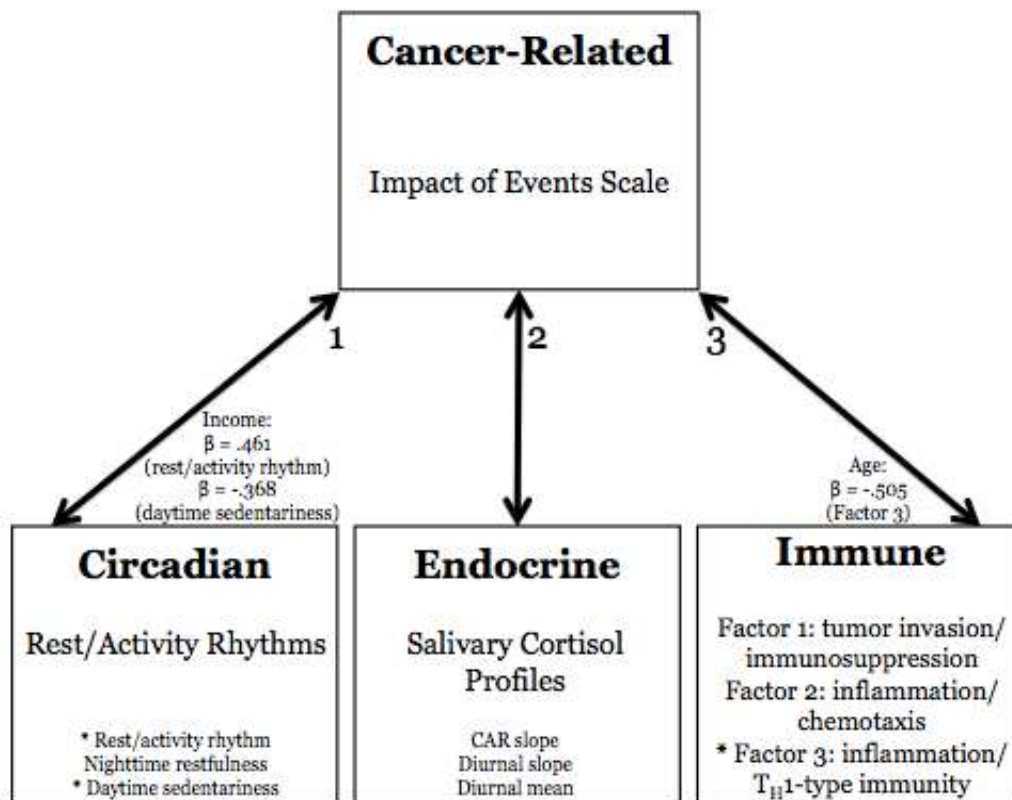 Cancer-Related
Impact of Events Scale
1
2
3
Income:
β = .461
(rest/activity rhythm)
β = -.368
(daytime sedentariness)
Age:
β = -.505
(Factor 3)
Circadian
Rest/Activity Rhythms
* Rest/activity rhythm
Nighttime restfulness
* Daytime sedentariness
Endocrine
Salivary Cortisol
Profiles
CAR slope
Diurnal slope
Diurnal mean
Immune
Factor 1: tumor invasion/
immunosuppression
Factor 2: inflammation/
chemotaxis
* Factor 3: inflammation/
T_H1-type immunity